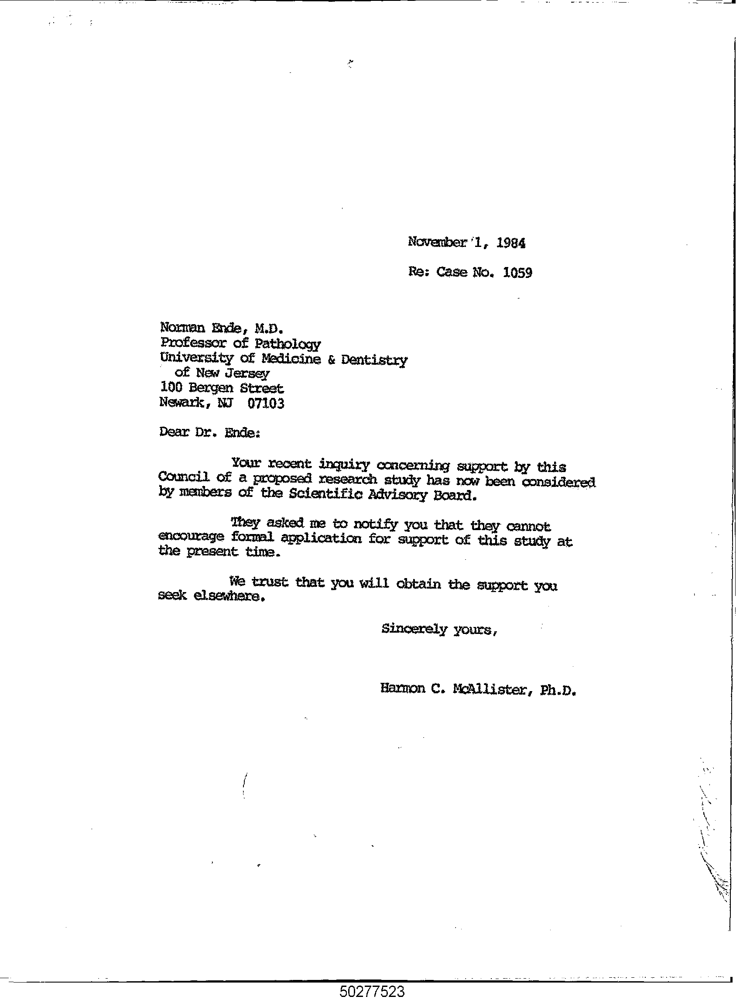 November 1, 1984
Re: Case No. 1059
Norman Ende, M.D.
Professor of Pathology
University of Medicine & Dentistry
of New Jersey
100 Bergen Street
Newark, NJ 07103
Dear Dr. Ende:
Your recent inquiry concerning support by this
Council of a proposed research study has now been considered
by members of the Scientific Advisory Board.
They asked me to notify you that they cannot
encourage formal application for support of this study at
the present time.
We trust that you will obtain the support you
seek elsewhere.
Sincerely yours,
Harmon C. McAllister, Ph.D.
50277523